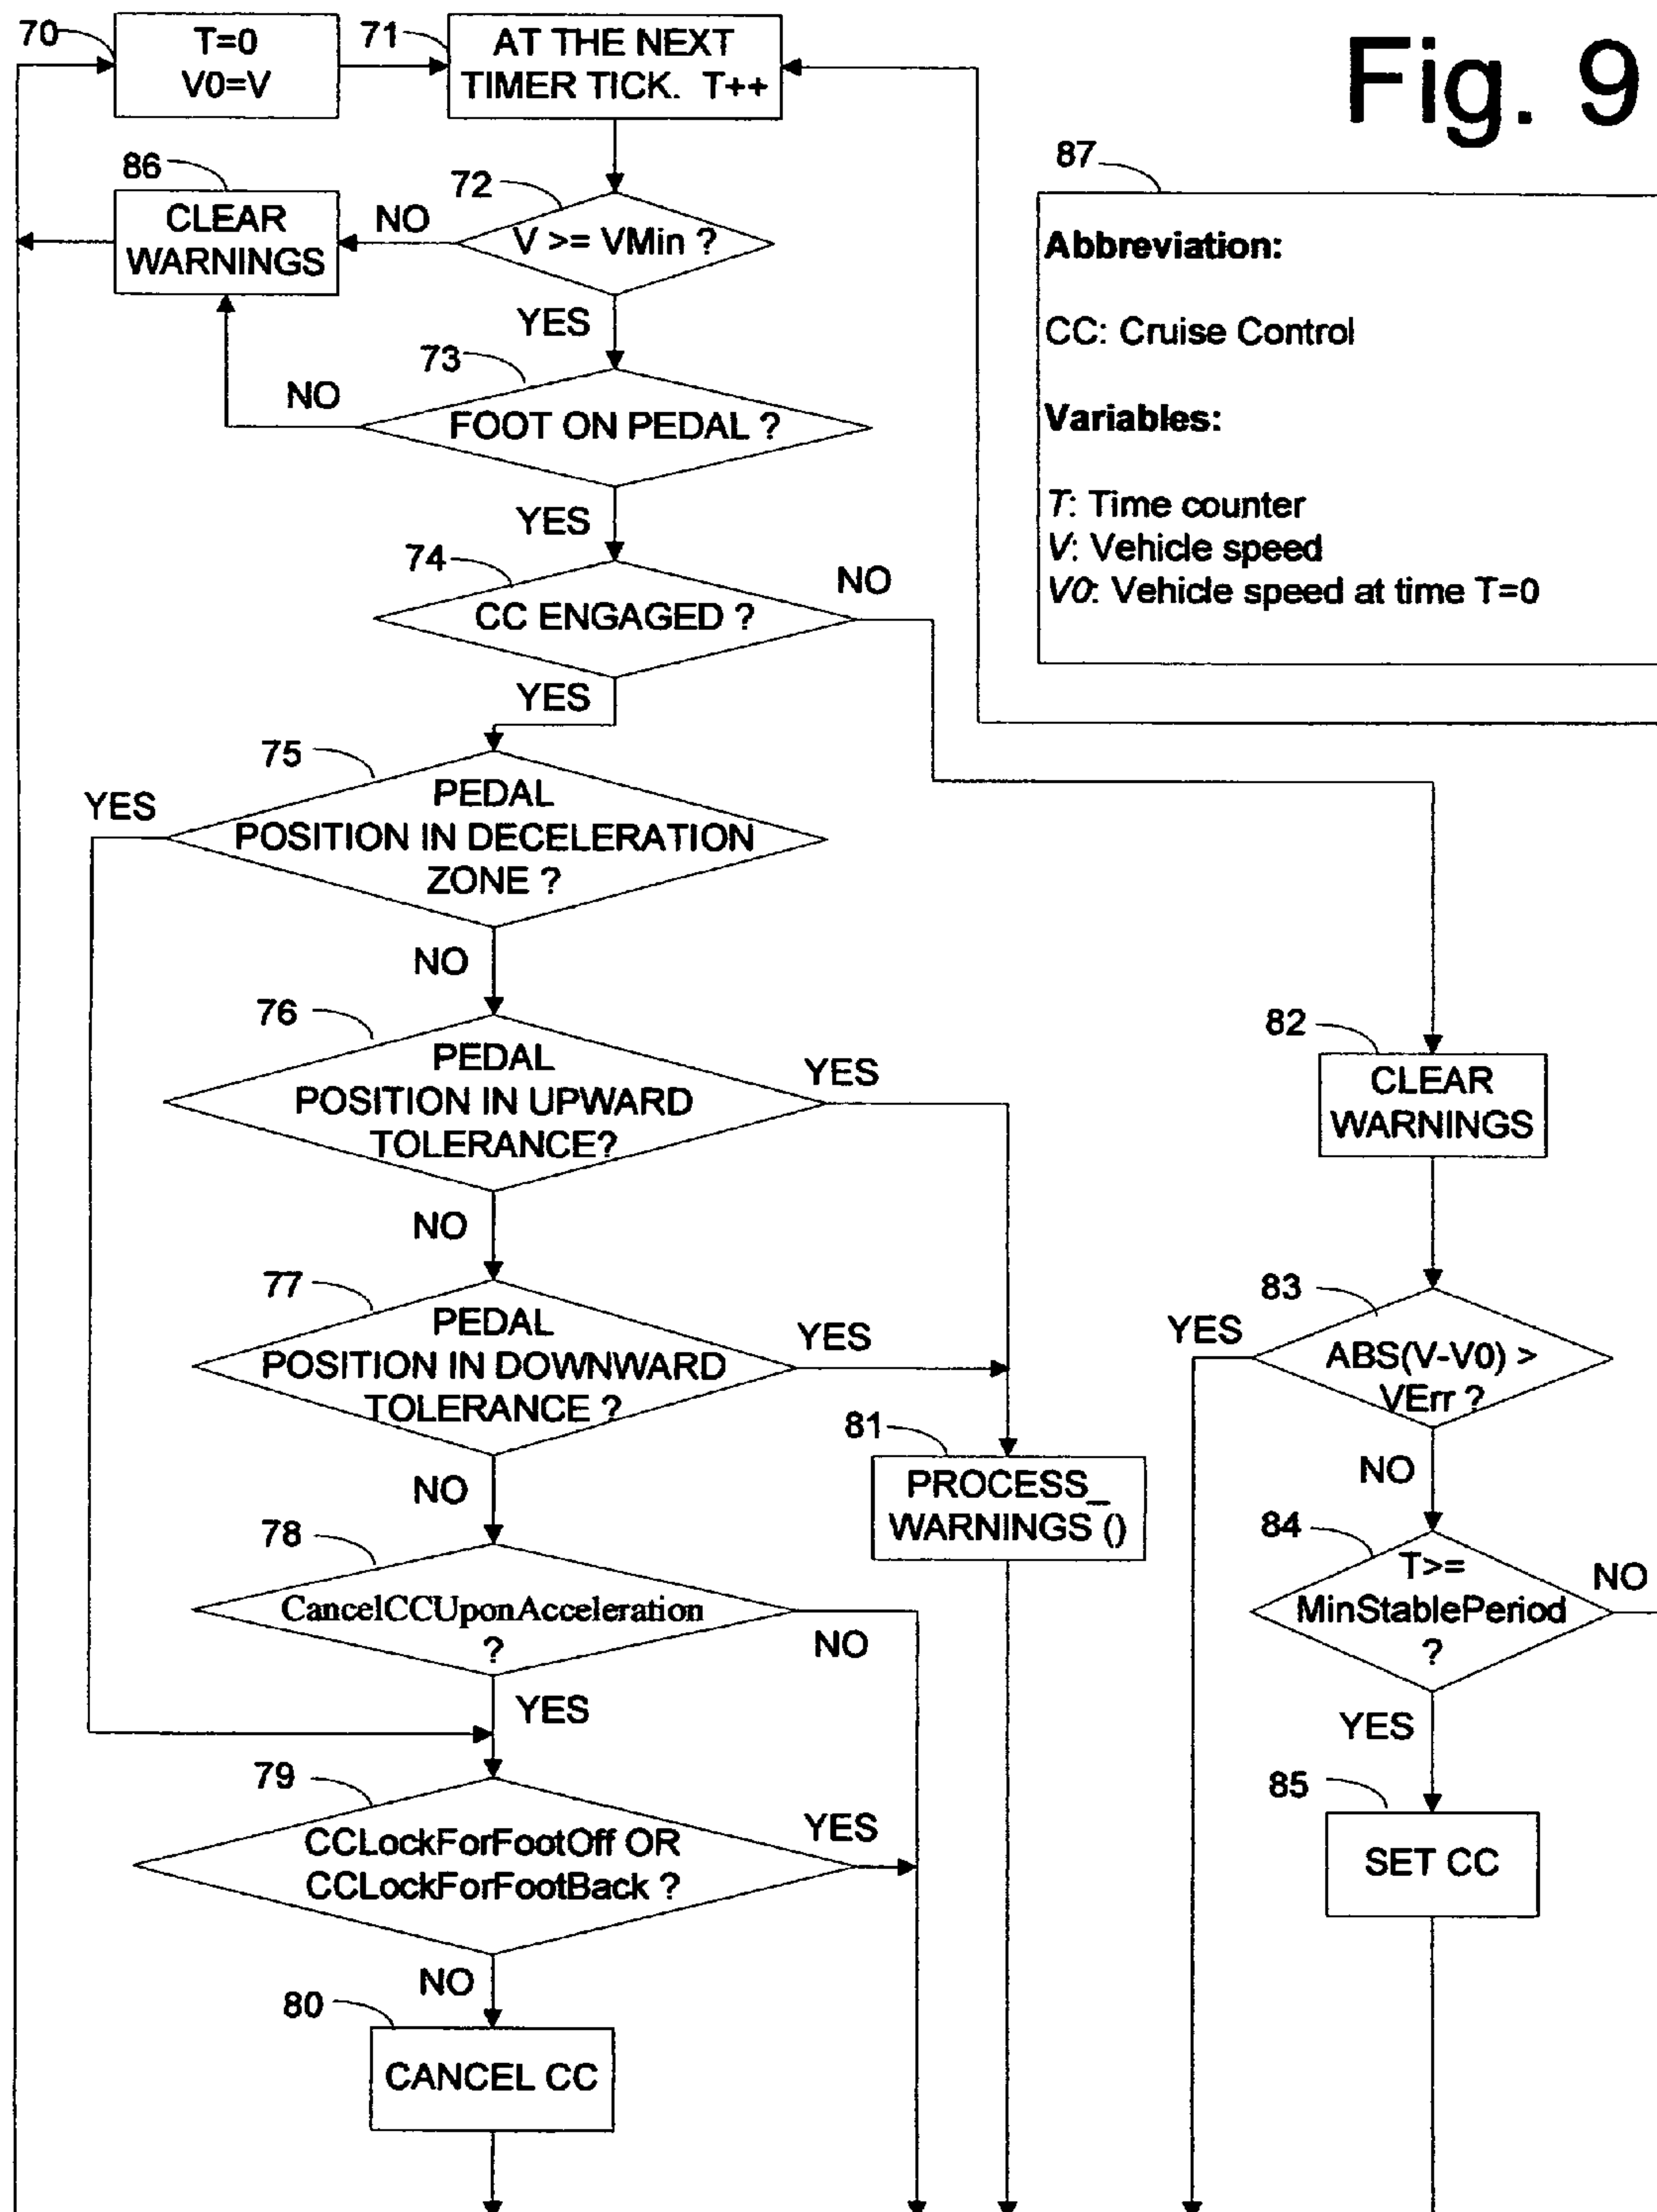 Fig. 9
70
T=0
V0=V
71
AT THE NEXT
TIMER TICK. T++
86
CLEAR
WARNINGS
NO
72
V >= VMin ?
YES
73
NO
FOOT ON PEDAL ?
YES
74
CC ENGAGED ?
NO
YES
87
Abbreviation:
CC: Cruise Control
Variables:
T: Time counter
V: Vehicle speed
V0: Vehicle speed at time T=0
75
YES
PEDAL
POSITION IN DECELERATION
ZONE ?
NO
76
PEDAL
POSITION IN UPWARD
TOLERANCE?
YES
NO
77
PEDAL
POSITION IN DOWNWARD
TOLERANCE ?
YES
NO
78
CancelCCUponAcceleration
?
NO
YES
79
CCLockForFootOff OR
CCLockForFootBack ?
YES
NO
80
CANCEL CC
81
PROCESS_
WARNINGS ()
82
CLEAR
WARNINGS
83
YES
ABS(V-V0) >
VErr ?
NO
84
T>=
MinStablePeriod
?
NO
YES
85
SET CC